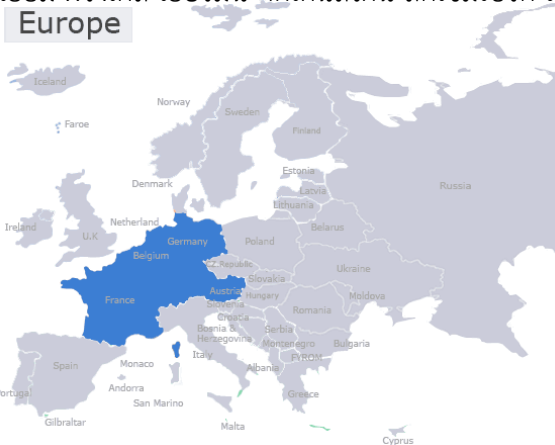 Europe
Iceland
Norway
Sweden
Faroe
Finland
Estonia
Denmark
Russia
Latvia
Lithuania
Netherland
Ireland
U.K
Belarus
Germany
Poland
Belgium
CZ.Republic
Ukraine
Slovakia
Austria
Hungary
Moldova
France
Slovenia
Romania
Croatia
Bosnia &
Herzegovina
Serbia
Montenegro
Bulgaria
Italy
FYROM
Monaco
Spain
Albania
Andorra
ortugal
Greece
San Marino
Gibraltar
Malta
Cyprus